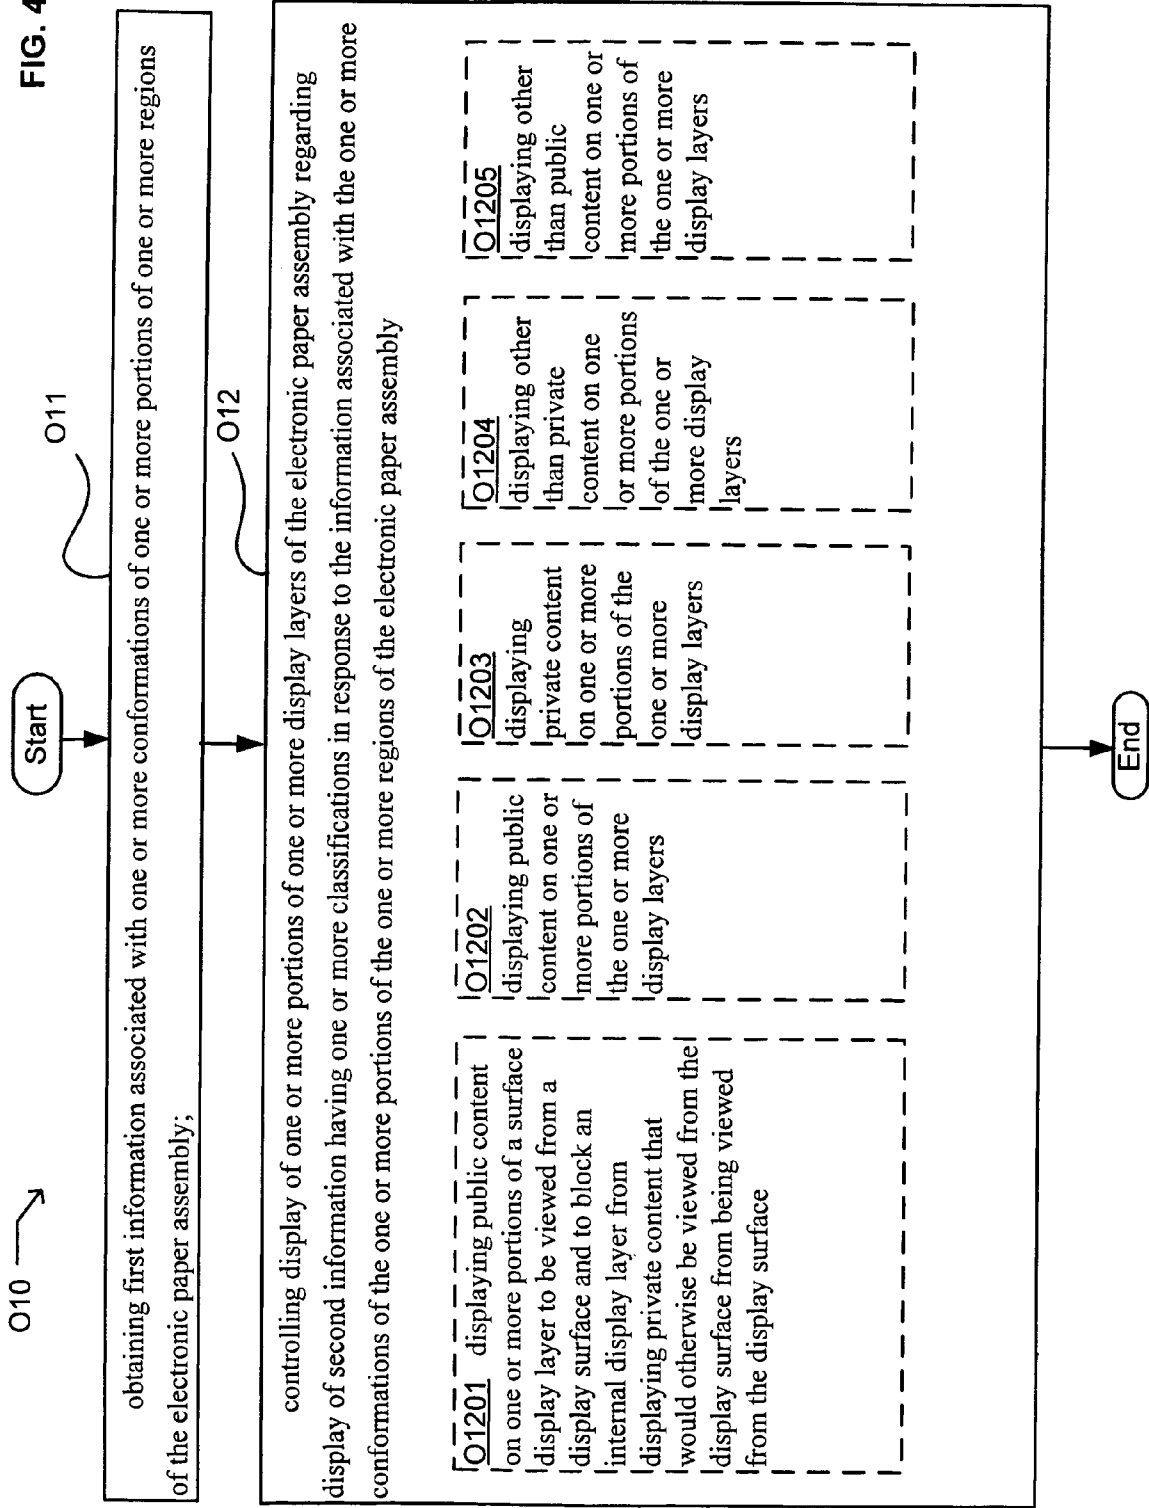 FIG. 4
O10
Start
O11
obtaining first information associated with one or more conformations of one or more portions of one or more regions
of the electronic paper assembly;
O12
controlling display of one or more portions of one or more display layers of the electronic paper assembly regarding
display of second information having one or more classifications in response to the information associated with the one or more
conformations of the one or more portions of the one or more regions of the electronic paper assembly
O1201 displaying public content
on one or more portions of a surface
display layer to be viewed from a
display surface and to block an
internal display layer from
displaying private content that
would otherwise be viewed from the
display surface from being viewed
from the display surface
O1202
displaying public
content on one or
more portions of
the one or more
display layers
O1203
displaying
private content
on one or more
portions of the
one or more
display layers
O1204
displaying other
than private
content on one
or more portions
of the one or
more display
layers
O1205
displaying other
than public
content on one or
more portions of
the one or more
display layers
End